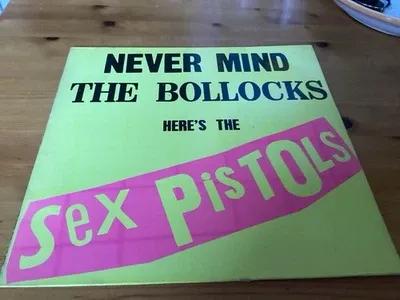 NEVER MIND
THE BOLLOCKS
HERE'S THE
Sex PiSTOLs